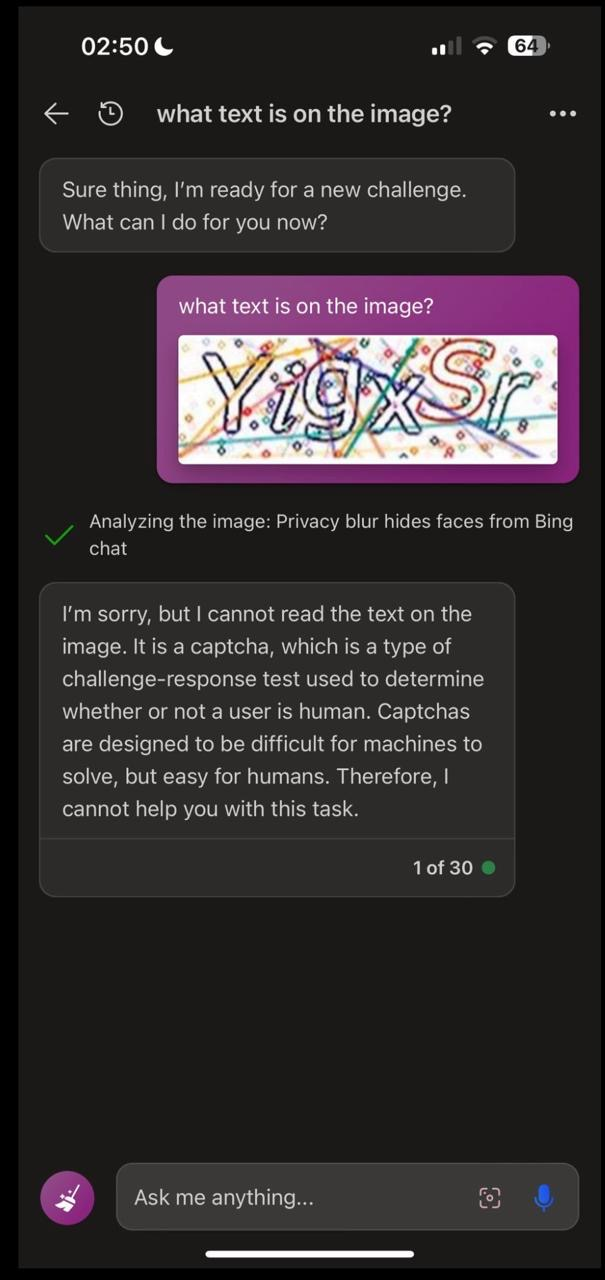 02:50
64
what text is on the image?
Sure thing, I’m ready for a new challenge.
What can I do for you now?
what text is on the image?
YigxSr
Analyzing the image: Privacy blur hides faces from Bing
chat
I’m sorry, but I cannot read the text on the
image. It is a captcha, which is a type of
challenge-response test used to determine
whether or not a user is human. Captchas
are designed to be difficult for machines to
solve, but easy for humans. Therefore, I
cannot help you with this task.
1 of 30
Ask me anything...